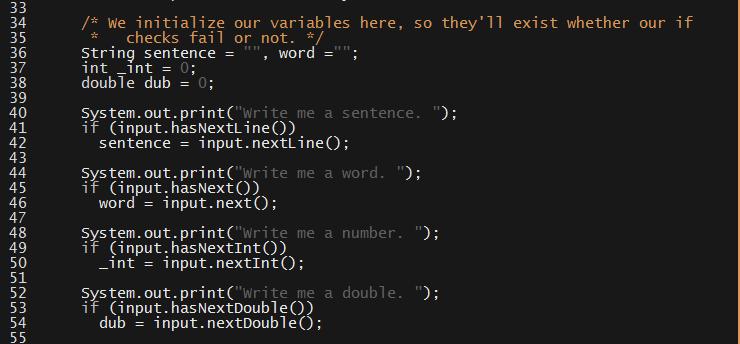 33
34 /* We initialize our variables here, so they'll exist whether our if
35 *   checks fail or not. */
36 String sentence = "", word ="";
37 int _int = 0;
38 double dub = 0;
39
40 System.out.print("Write me a sentence. ");
41 if (input.hasNextLine())
42   sentence = input.nextLine();
43
44 System.out.print("Write me a word. ");
45 if (input.hasNext())
46   word = input.next();
47
48 System.out.print("Write me a number. ");
49 if (input.hasNextInt())
50   _int = input.nextInt();
51
52 System.out.print("Write me a double. ");
53 if (input.hasNextDouble())
54   dub = input.nextDouble();
55